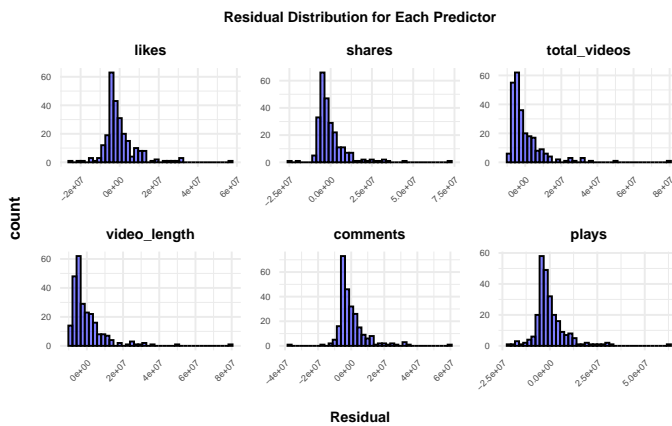 Residual Distribution for Each Predictor
likes shares total_videos
60
40
20
0
−2e+07 0e+00 2e+07 4e+07 6e+07
60
40
20
0
−2.5e+07 0.0e+00 2.5e+07 5.0e+07 7.5e+07
60
40
20
0
0e+00 2e+07 4e+07 6e+07 8e+07
count
video_length comments plays
60
40
20
0
0e+00 2e+07 4e+07 6e+07 8e+07
60
40
20
0
−4e+07 −2e+07 0e+00 2e+07 4e+07 6e+07
60
40
20
0
−2.5e+07 0.0e+00 2.5e+07 5.0e+07
Residual